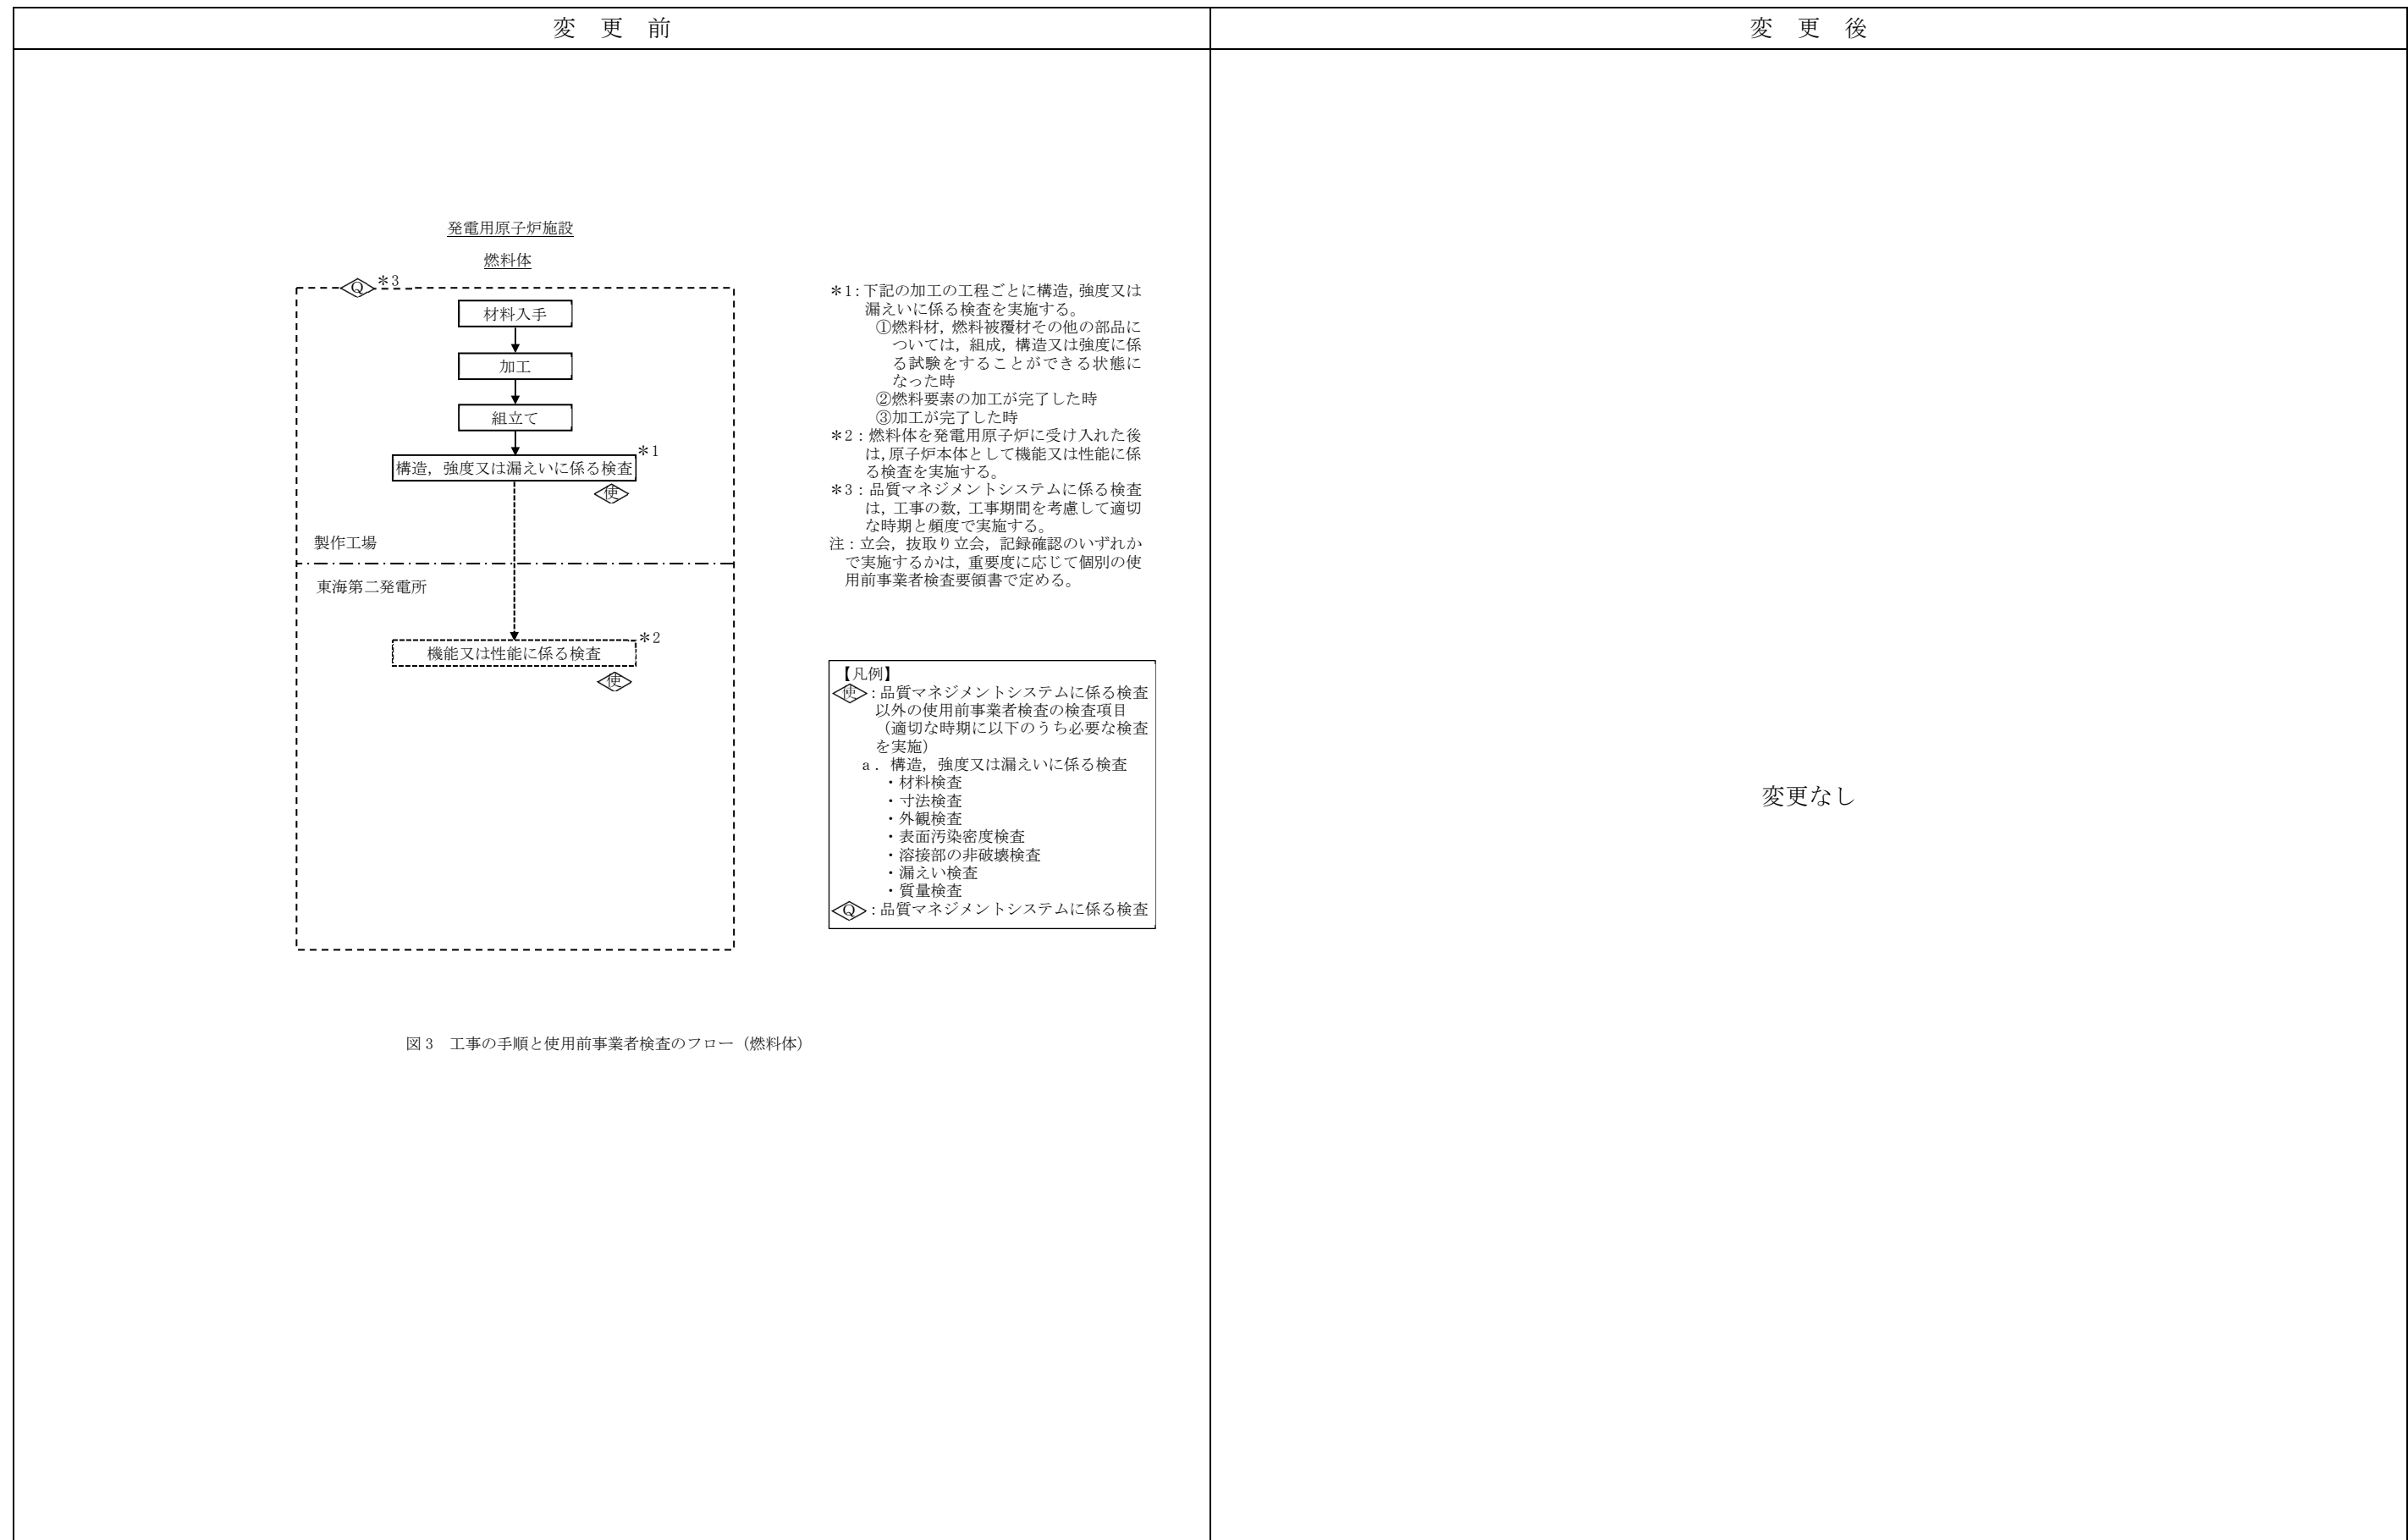 変 更 前
変 更 後
発電用原子炉施設
燃料体
Q
＊3
材料入手
加工
組立て
＊1
構造，強度又は漏えいに係る検査
使
製作工場
東海第二発電所
＊2
機能又は性能に係る検査
使
＊1：下記の加工の工程ごとに構造，強度又は
漏えいに係る検査を実施する。
①燃料材，燃料被覆材その他の部品に
ついては，組成，構造又は強度に係
る試験をすることができる状態に
なった時
②燃料要素の加工が完了した時
③加工が完了した時
＊2：燃料体を発電用原子炉に受け入れた後
は，原子炉本体として機能又は性能に係
る検査を実施する。
＊3：品質マネジメントシステムに係る検査
は，工事の数，工事期間を考慮して適切
な時期と頻度で実施する。
注：立会，抜取り立会，記録確認のいずれか
で実施するかは，重要度に応じて個別の使
用前事業者検査要領書で定める。
【凡例】
使：品質マネジメントシステムに係る検査
以外の使用前事業者検査の検査項目
（適切な時期に以下のうち必要な検査
を実施）
a．構造，強度又は漏えいに係る検査
・材料検査
・寸法検査
・外観検査
・表面汚染密度検査
・溶接部の非破壊検査
・漏えい検査
・質量検査
Q：品質マネジメントシステムに係る検査
図3　工事の手順と使用前事業者検査のフロー（燃料体）
変更なし